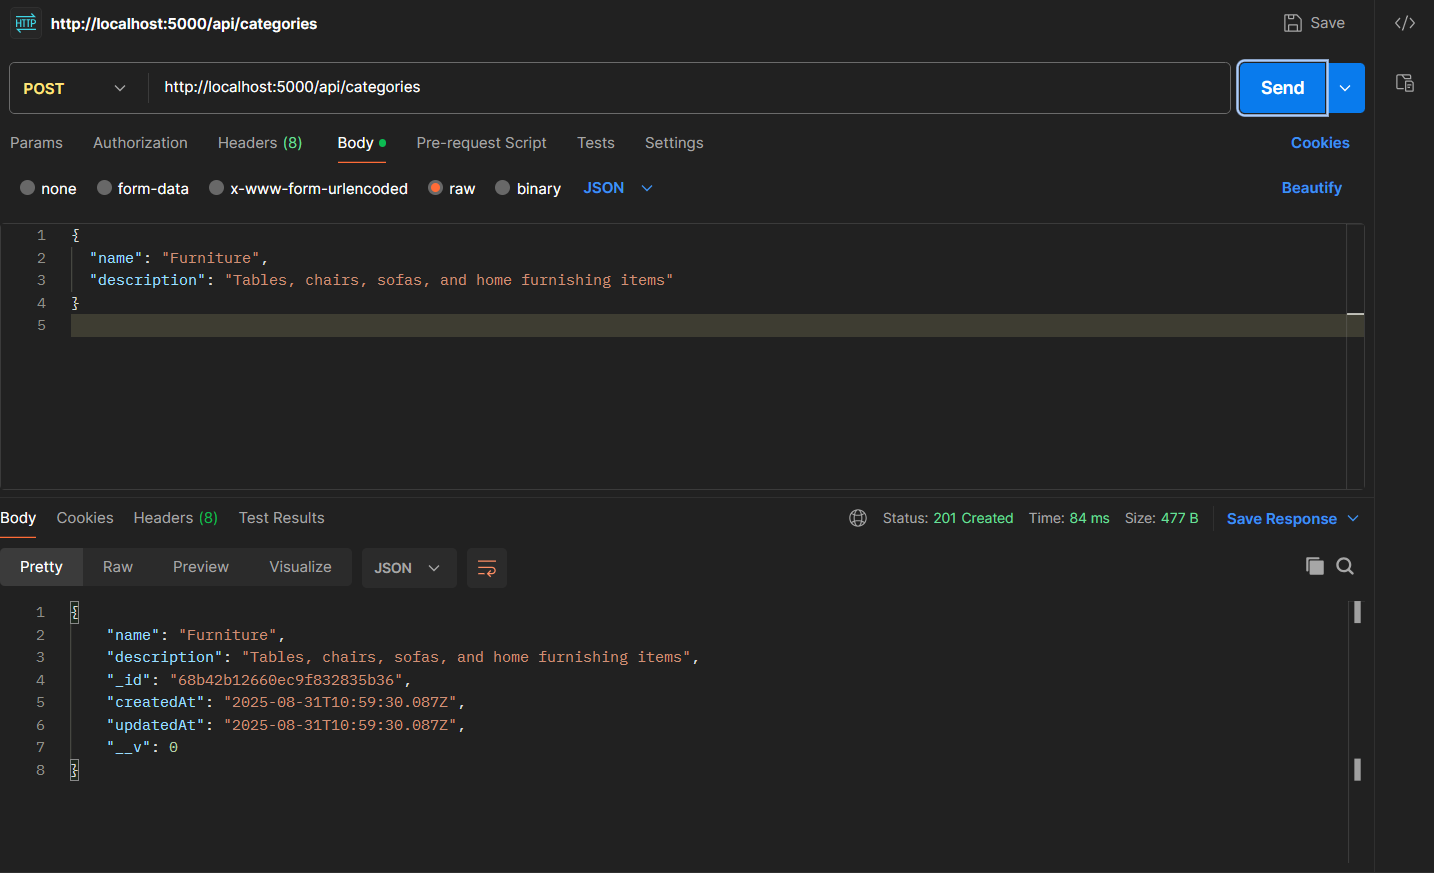 HTTP http://localhost:5000/api/categories Save
POST http://localhost:5000/api/categories Send
Params Authorization Headers (8) Body Pre-request Script Tests Settings Cookies
none form-data x-www-form-urlencoded raw binary JSON Beautify
1 {
2 "name": "Furniture",
3 "description": "Tables, chairs, sofas, and home furnishing items"
4 }
5
Body Cookies Headers (8) Test Results Status: 201 Created Time: 84 ms Size: 477 B Save Response
Pretty Raw Preview Visualize JSON
1 {
2 "name": "Furniture",
3 "description": "Tables, chairs, sofas, and home furnishing items",
4 "_id": "68b42b12660ec9f832835b36",
5 "createdAt": "2025-08-31T10:59:30.087Z",
6 "updatedAt": "2025-08-31T10:59:30.087Z",
7 "__v": 0
8 }